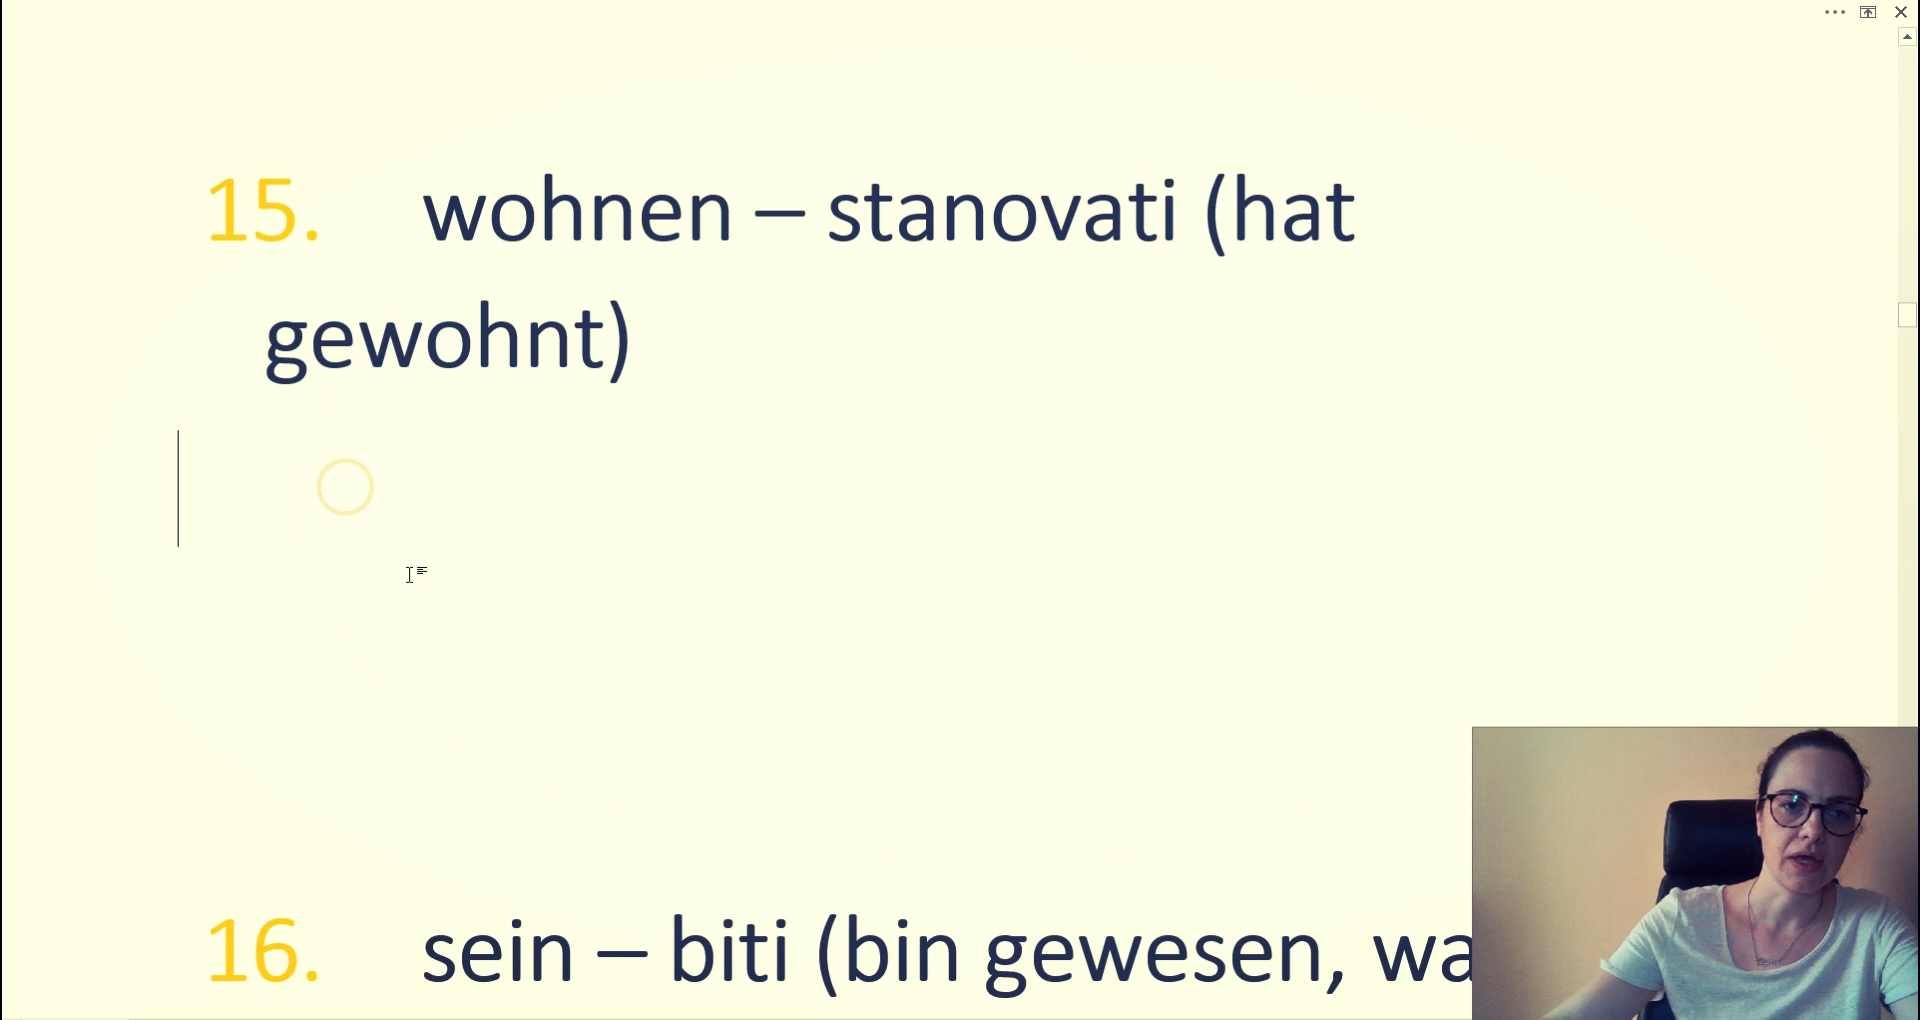 15. wohnen – stanovati (hat
gewohnt)
16. sein – biti (bin gewesen,